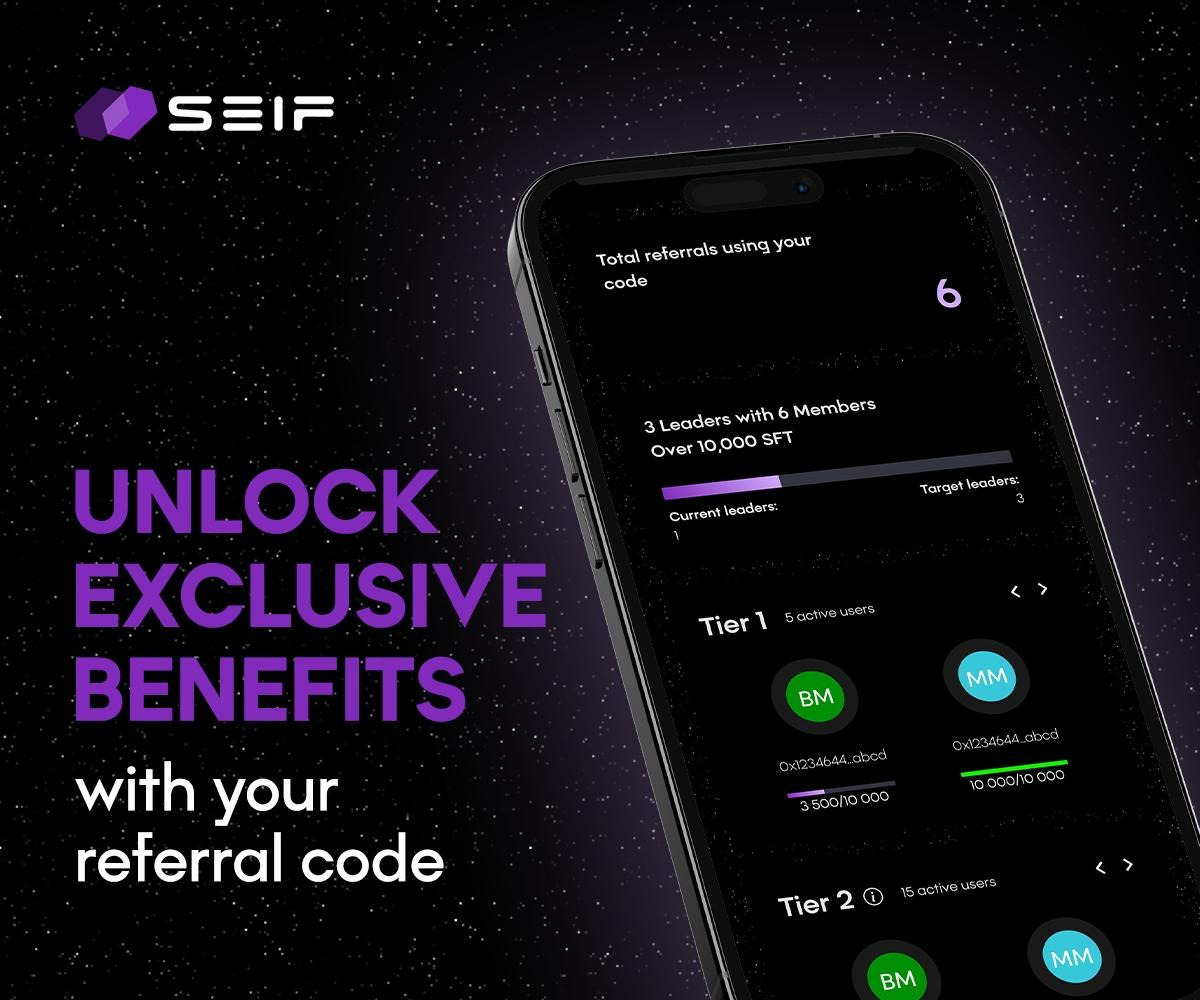 SEIF
UNLOCK
EXCLUSIVE
BENEFITS
with your
referral code
Total referrals using your
code
6
3 Leaders with 6 Members
Over 10,000 SFT
Current leaders:
1
Target leaders:
3
Tier 1 5 active users < >
BM MM
0x1234644...abcd 0x1234644...abcd
3 500/10 000 10 000/10 000
Tier 2 i 15 active users < >
BM MM